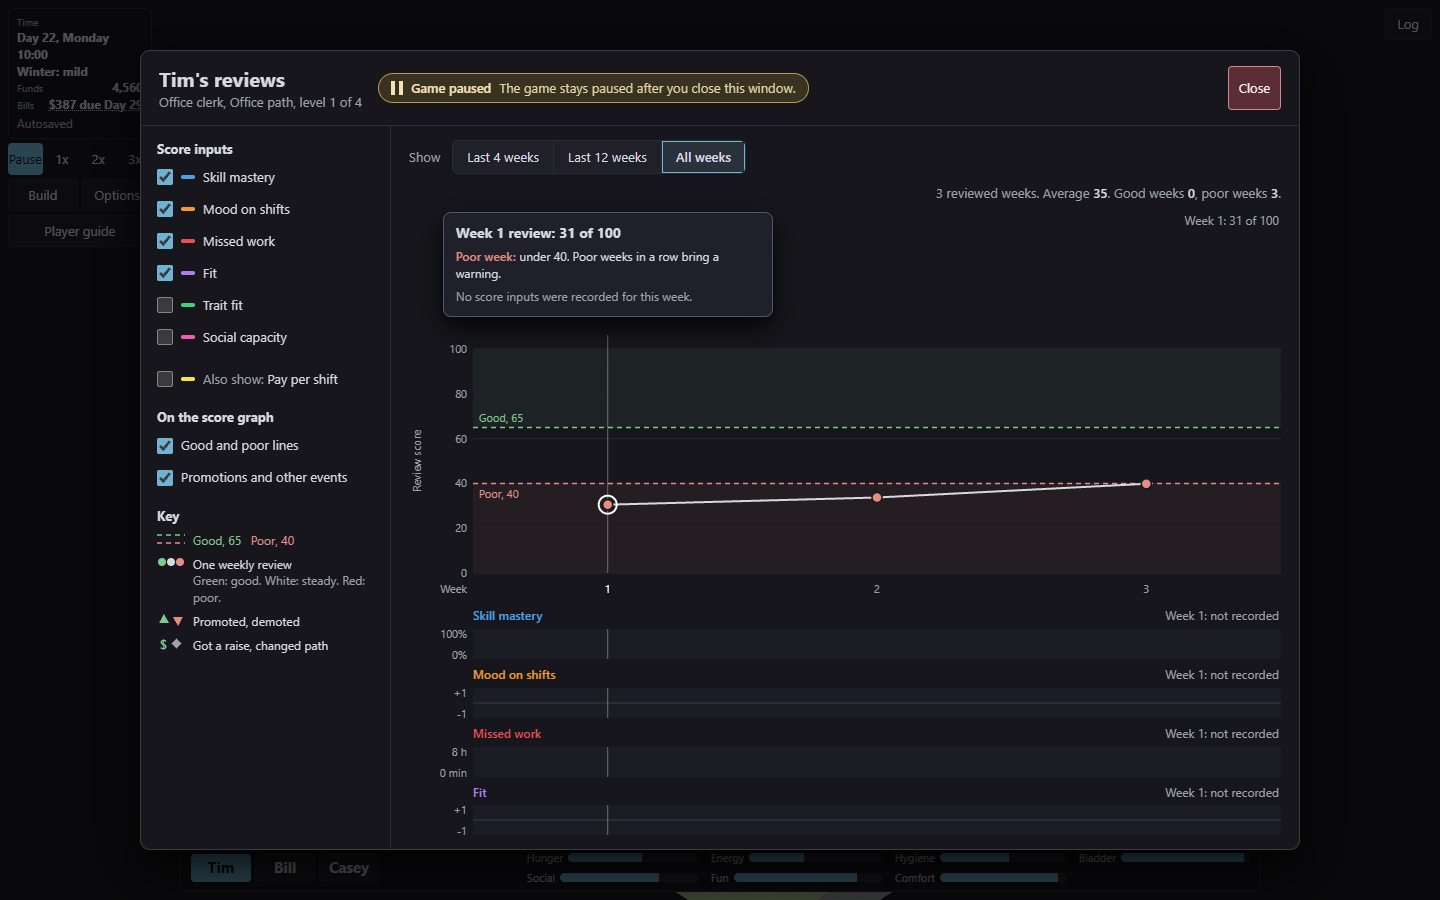 Time
Day 22, Monday
10:00
Winter: mild
Funds 4,560
Bills $387 due Day 29
Autosaved
Pause 1x 2x 3x
Build Options
Player guide
Log
Tim's reviews
Office clerk, Office path, level 1 of 4
Game paused The game stays paused after you close this window.
Close
Score inputs
Skill mastery
Mood on shifts
Missed work
Fit
Trait fit
Social capacity
Also show: Pay per shift
On the score graph
Good and poor lines
Promotions and other events
Key
Good, 65 Poor, 40
One weekly review
Green: good. White: steady. Red:
poor.
Promoted, demoted
$ Got a raise, changed path
Show Last 4 weeks Last 12 weeks All weeks
3 reviewed weeks. Average 35. Good weeks 0, poor weeks 3.
Week 1: 31 of 100
Week 1 review: 31 of 100
Poor week: under 40. Poor weeks in a row bring a
warning.
No score inputs were recorded for this week.
Review score
100
80
Good, 65
60
40
Poor, 40
20
0
Week 1 2 3
Skill mastery Week 1: not recorded
100%
0%
Mood on shifts Week 1: not recorded
+1
-1
Missed work Week 1: not recorded
8 h
0 min
Fit Week 1: not recorded
+1
-1
Tim Bill Casey
Hunger Energy Hygiene Bladder
Social Fun Comfort